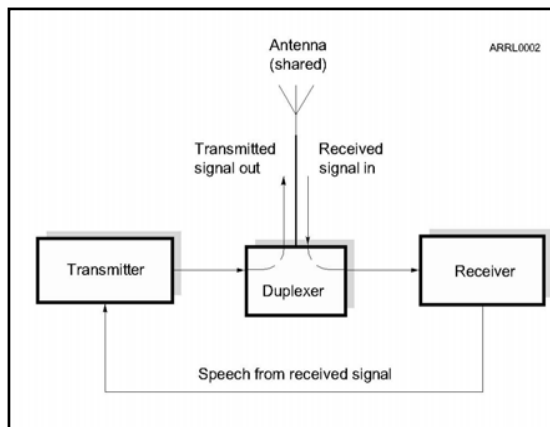 Antenna
(shared)
ARRL0002
Transmitted
signal out
Received
signal in
Transmitter
Duplexer
Receiver
Speech from received signal